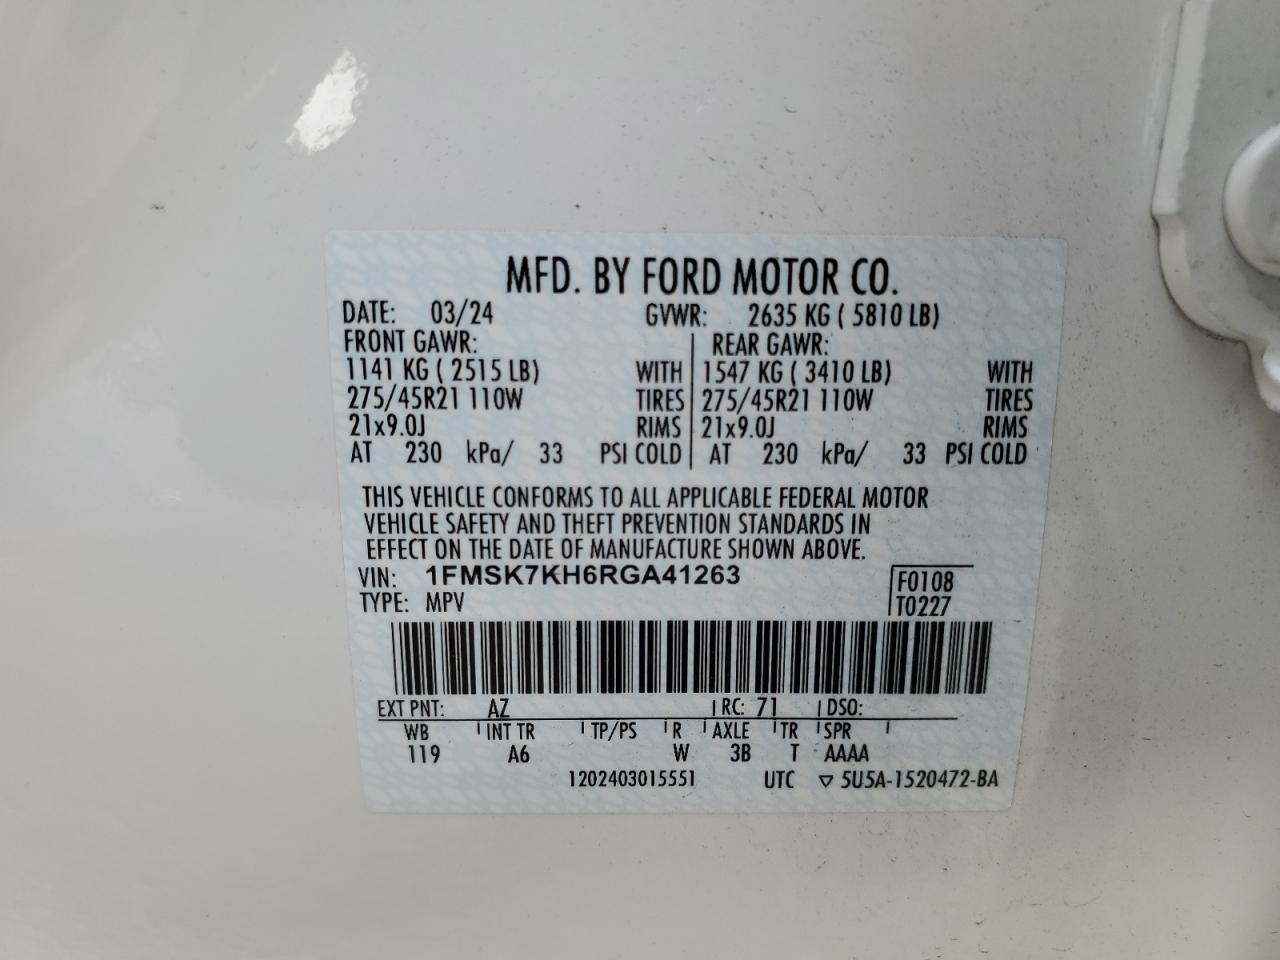 MFD. BY FORD MOTOR CO.
DATE: 03/24 GVWR: 2635 KG ( 5810 LB)
FRONT GAWR: REAR GAWR:
1141 KG ( 2515 LB) WITH 1547 KG ( 3410 LB) WITH
275/45R21 110W TIRES 275/45R21 110W TIRES
21x9.0J RIMS 21x9.0J RIMS
AT 230 kPa/ 33 PSI COLD AT 230 kPa/ 33 PSI COLD
THIS VEHICLE CONFORMS TO ALL APPLICABLE FEDERAL MOTOR
VEHICLE SAFETY AND THEFT PREVENTION STANDARDS IN
EFFECT ON THE DATE OF MANUFACTURE SHOWN ABOVE.
VIN: 1FMSK7KH6RGA41263 F0108
TYPE: MPV T0227
EXT PNT: AZ RC: 71 DSO:
WB INT TR TP/PS R AXLE TR SPR
119 A6 W 3B T AAAA
1202403015551 UTC ▽ 5U5A-1520472-BA